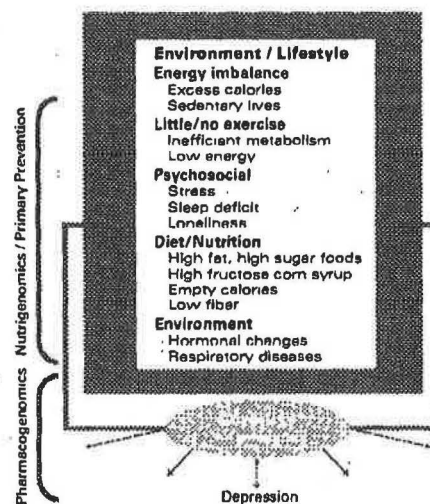 Environment / Lifestyle
Energy imbalance
Excess calories
Sedentary lives
Little/no exercise
Inefficient metabolism
Low energy
Psychosocial
Stress
Sleep deficit
Loneliness
Diet/Nutrition
High fat, high sugar foods
High fructose corn syrup
Empty calories
Low fiber
Environment
Hormonal changes
Respiratory diseases
Nutrigenomics / Primary Prevention
Pharmacogenomics
Depression